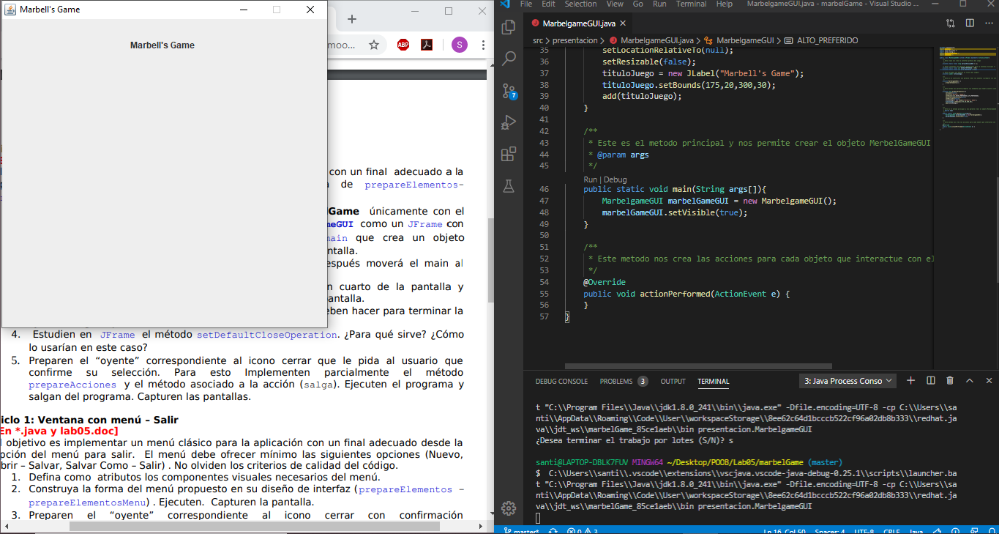 Marbell's Game
Marbell's Game
moo...
S
con un final adecuado a la
de prepareElementos-
Game únicamente con el
meGUI como un JFrame con
main que crea un objeto
ntalla.
espués moverá el main al
n cuarto de la pantalla y
antalla.
eben hacer para terminar la
4. Estudien en JFrame el método setDefaultCloseOperation. ¿Para qué sirve? ¿Cómo
lo usarían en este caso?
5. Preparen el “oyente” correspondiente al icono cerrar que le pida al usuario que
confirme su selección. Para esto Implementen parcialmente el método
prepareAcciones y el método asociado a la acción (salga). Ejecuten el programa y
salgan del programa. Capturen las pantallas.
iclo 1: Ventana con menú – Salir
En *.java y lab05.doc]
l objetivo es implementar un menú clásico para la aplicación con un final adecuado desde la
pción del menú para salir. El menú debe ofrecer mínimo las siguientes opciones (Nuevo,
brir – Salvar, Salvar Como – Salir) . No olviden los criterios de calidad del código.
1. Defina como atributos los componentes visuales necesarios del menú.
2. Construya la forma del menú propuesto en su diseño de interfaz (prepareElementos –
prepareElementosMenu) . Ejecuten. Capturen la pantalla.
3. Preparen el “oyente” correspondiente al icono cerrar con confirmación
File Edit Selection View Go Run Terminal Help MarbelgameGUI.java - marbelGame - Visual Studio ...
MarbelgameGUI.java
src > presentacion > MarbelgameGUI.java > MarbelgameGUI > ALTO_PREFERIDO
35 setLocationRelativeTo(null);
36 setResizable(false);
37 tituloJuego = new JLabel("Marbell's Game");
38 tituloJuego.setBounds(175,20,300,30);
39 add(tituloJuego);
40 }
41
42 /**
43 * Este es el metodo principal y nos permite crear el objeto MerbelGameGUI
44 * @param args
45 */
Run | Debug
46 public static void main(String args[]){
47 MarbelgameGUI marbelGameGUI = new MarbelgameGUI();
48 marbelGameGUI.setVisible(true);
49 }
50
51 /**
52 * Este metodo nos crea las acciones para cada objeto que interactue con el
53 */
54 @Override
55 public void actionPerformed(ActionEvent e) {
56 }
57 }
7
DEBUG CONSOLE PROBLEMS 3 OUTPUT TERMINAL 3: Java Process Conso
t "C:\\Program Files\\Java\\jdk1.8.0_241\\bin\\java.exe" -Dfile.encoding=UTF-8 -cp C:\\Users\\sa
nti\\AppData\\Roaming\\Code\\User\\workspaceStorage\\8ee62c64d1bcccb522cf96a02db8b333\\redhat.ja
va\\jdt_ws\\marbelGame_85ce1aeb\\bin presentacion.MarbelgameGUI
¿Desea terminar el trabajo por lotes (S/N)? s
santi@LAPTOP-DBLK7FUV MINGW64 ~/Desktop/POOB/Lab05/marbelGame (master)
$ C:\\Users\\santi\\.vscode\\extensions\\vscjava.vscode-java-debug-0.25.1\\scripts\\launcher.ba
t "C:\\Program Files\\Java\\jdk1.8.0_241\\bin\\java.exe" -Dfile.encoding=UTF-8 -cp C:\\Users\\sa
nti\\AppData\\Roaming\\Code\\User\\workspaceStorage\\8ee62c64d1bcccb522cf96a02db8b333\\redhat.ja
va\\jdt_ws\\marbelGame_85ce1aeb\\bin presentacion.MarbelgameGUI
master* 0 3 Ln 16, Col 50 Spaces: 4 UTF-8 CRLF Java